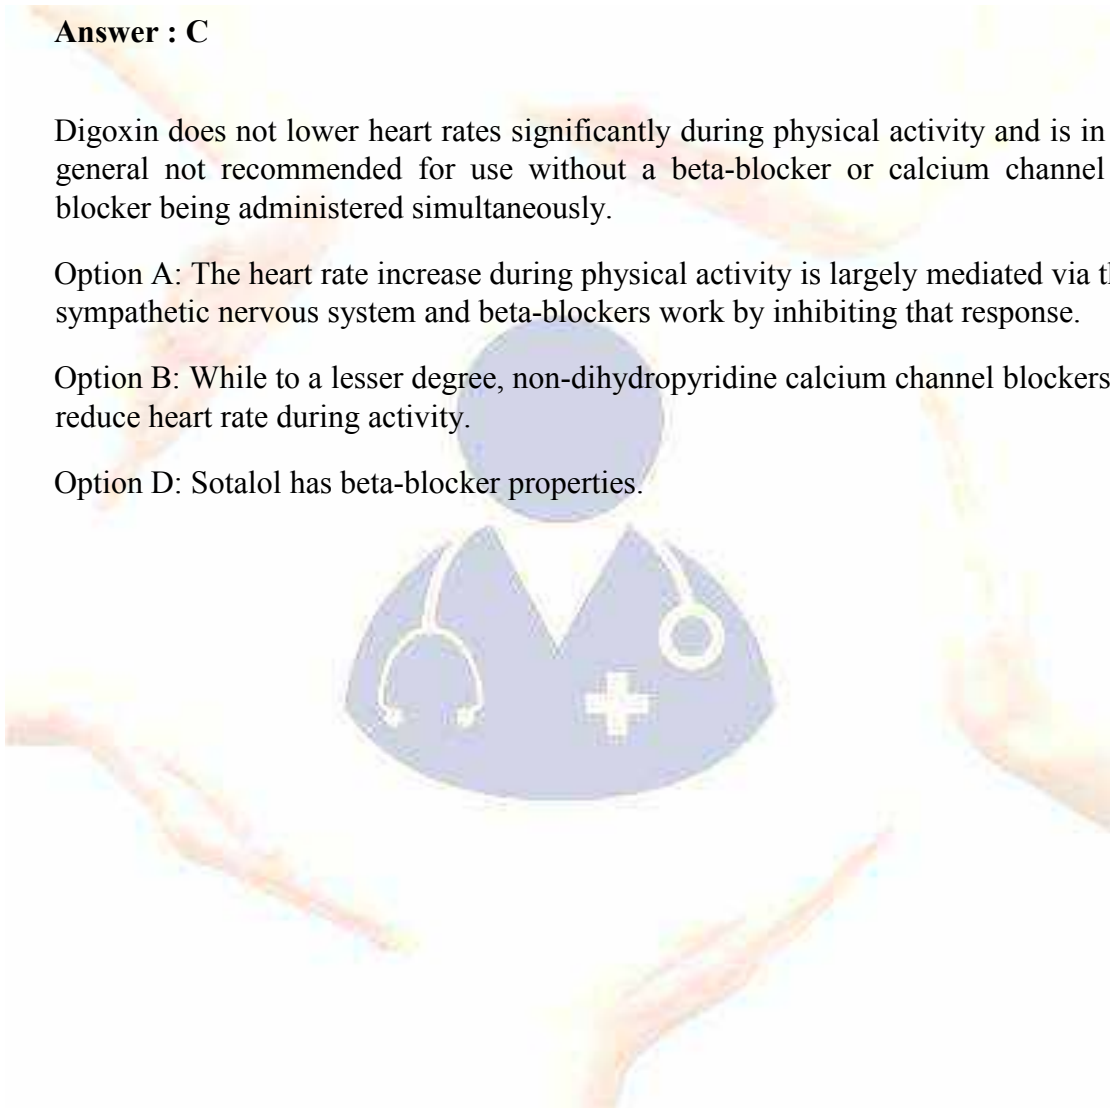 Answer : C
Digoxin does not lower heart rates significantly during physical activity and is in
general not recommended for use without a beta-blocker or calcium channel
blocker being administered simultaneously.
Option A: The heart rate increase during physical activity is largely mediated via
sympathetic nervous system and beta-blockers work by inhibiting that response.
Option B: While to a lesser degree, non-dihydropyridine calcium channel blockers
reduce heart rate during activity.
Option D: Sotalol has beta-blocker properties.